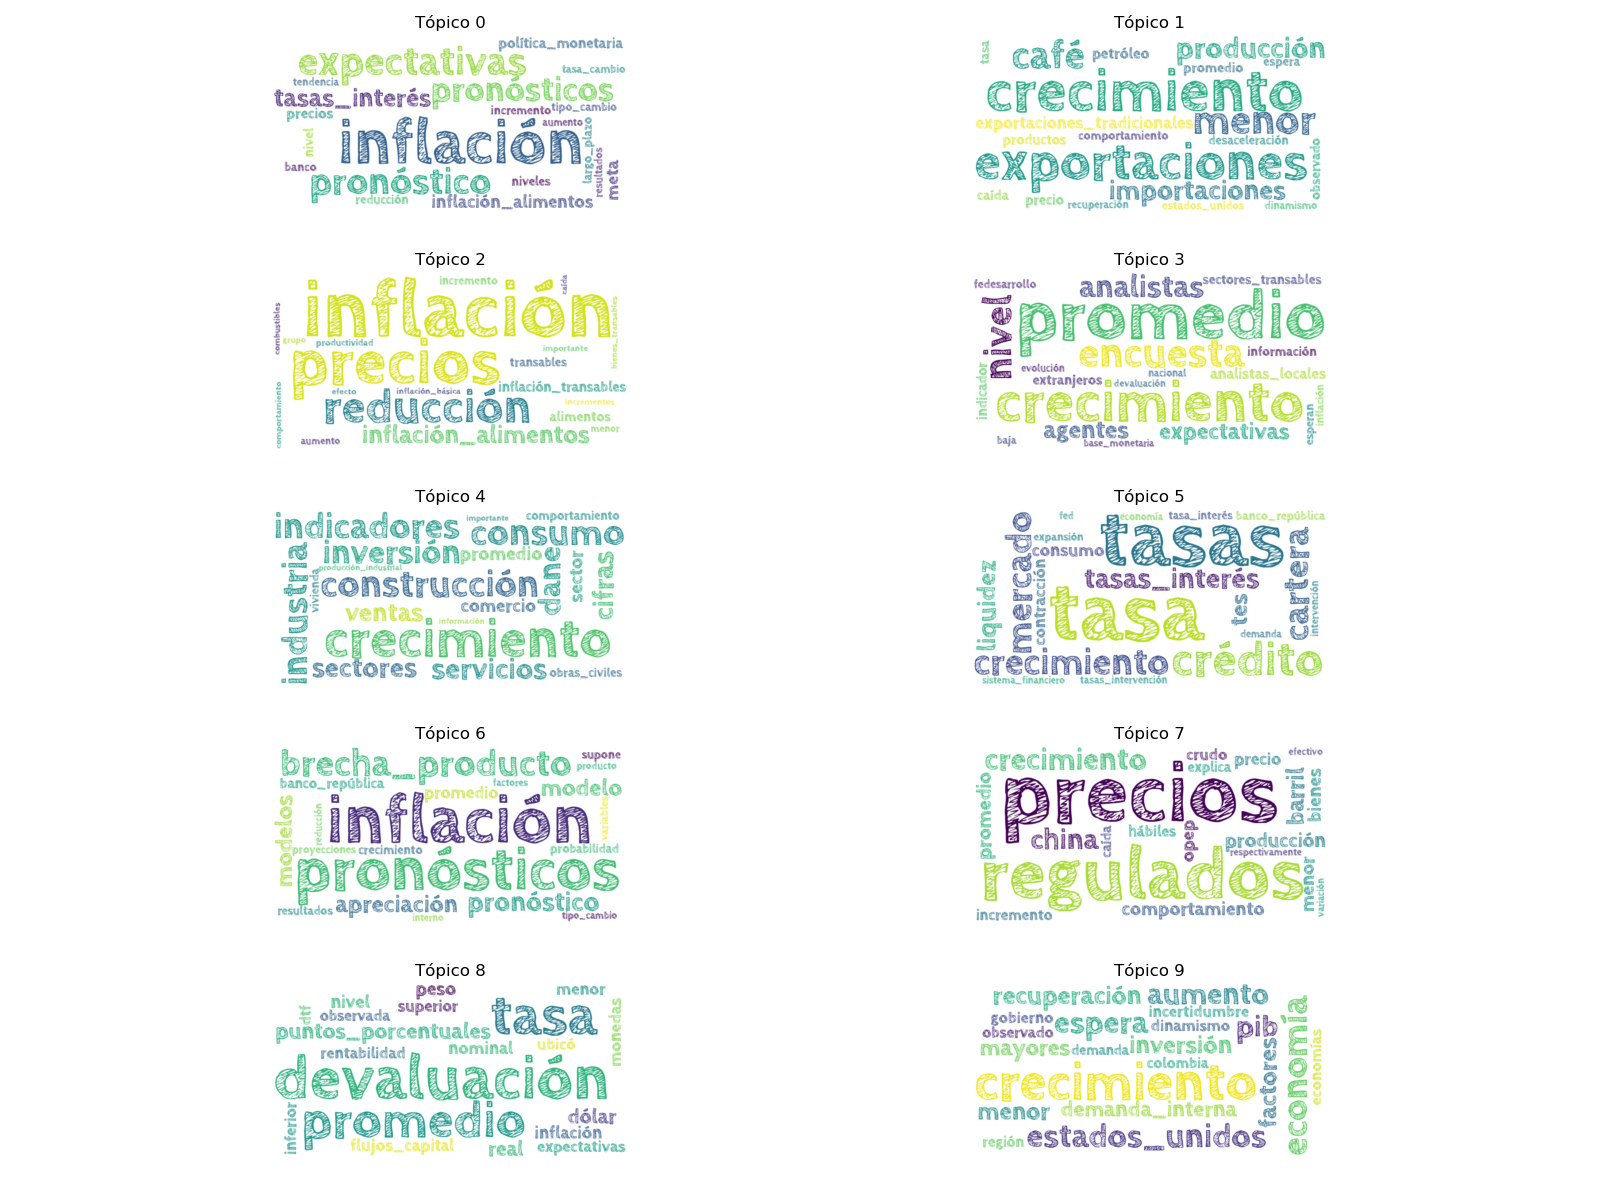 Tópico 0
política_monetaria
expectativas
tasa_cambio
tendencia
pronósticos
tasas_interés
incremento
tipo_cambio
precios
aumento
inflación
nivel
largo_plazo
banco
resultados
meta
pronóstico
niveles
reducción
inflación_alimentos
Tópico 1
tasa
café
petróleo
producción
promedio
espera
crecimiento
exportaciones_tradicionales
menor
productos
comportamiento
desaceleración
exportaciones
observado
importaciones
caída
precio
recuperación
estados_unidos
dinamismo
Tópico 2
incremento
caída
inflación
combustibles
grupo
productividad
importante
bienes_transables
precios
transables
efecto
inflación_básica
inflación_transables
reducción
incrementos
comportamiento
alimentos
aumento
inflación_alimentos
menor
Tópico 3
fedesarrollo
analistas
sectores_transables
nivel
promedio
encuesta
información
evolución
nacional
extranjeros
devaluación
analistas_locales
indicador
crecimiento
inflación
agentes
expectativas
esperan
baja
base_monetaria
Tópico 4
indicadores
importante
comportamiento
consumo
industria
inversión
promedio
dane
sector
cifras
producción_industrial
vivienda
construcción
ventas
comercio
información
crecimiento
sectores
servicios
obras_civiles
Tópico 5
fed
economía
tasa_interés
banco_república
mercado
expansión
tasas
consumo
cartera
liquidez
tasas_interés
contracción
tasa
tes
intervención
demanda
crecimiento
crédito
sistema_financiero
tasas_intervención
Tópico 6
brecha_producto
supone
producto
banco_república
factores
modelo
promedio
modelos
reducción
inflación
variables
proyecciones
crecimiento
probabilidad
pronósticos
resultados
apreciación
pronóstico
interno
tipo_cambio
Tópico 7
crecimiento
crudo
precio
efectivo
explica
promedio
precios
barril
bienes
china
caída
hábiles
opep
producción
respectivamente
regulados
menor
variación
incremento
comportamiento
Tópico 8
peso
menor
nivel
superior
tasa
dtf
observada
monedas
puntos_porcentuales
ubicó
rentabilidad
nominal
devaluación
inferior
promedio
dólar
inflación
flujos_capital
real
expectativas
Tópico 9
recuperación
aumento
gobierno
incertidumbre
observado
espera
dinamismo
pib
economía
mayores
demanda
inversión
factores
economías
colombia
crecimiento
menor
demanda_interna
región
estados_unidos